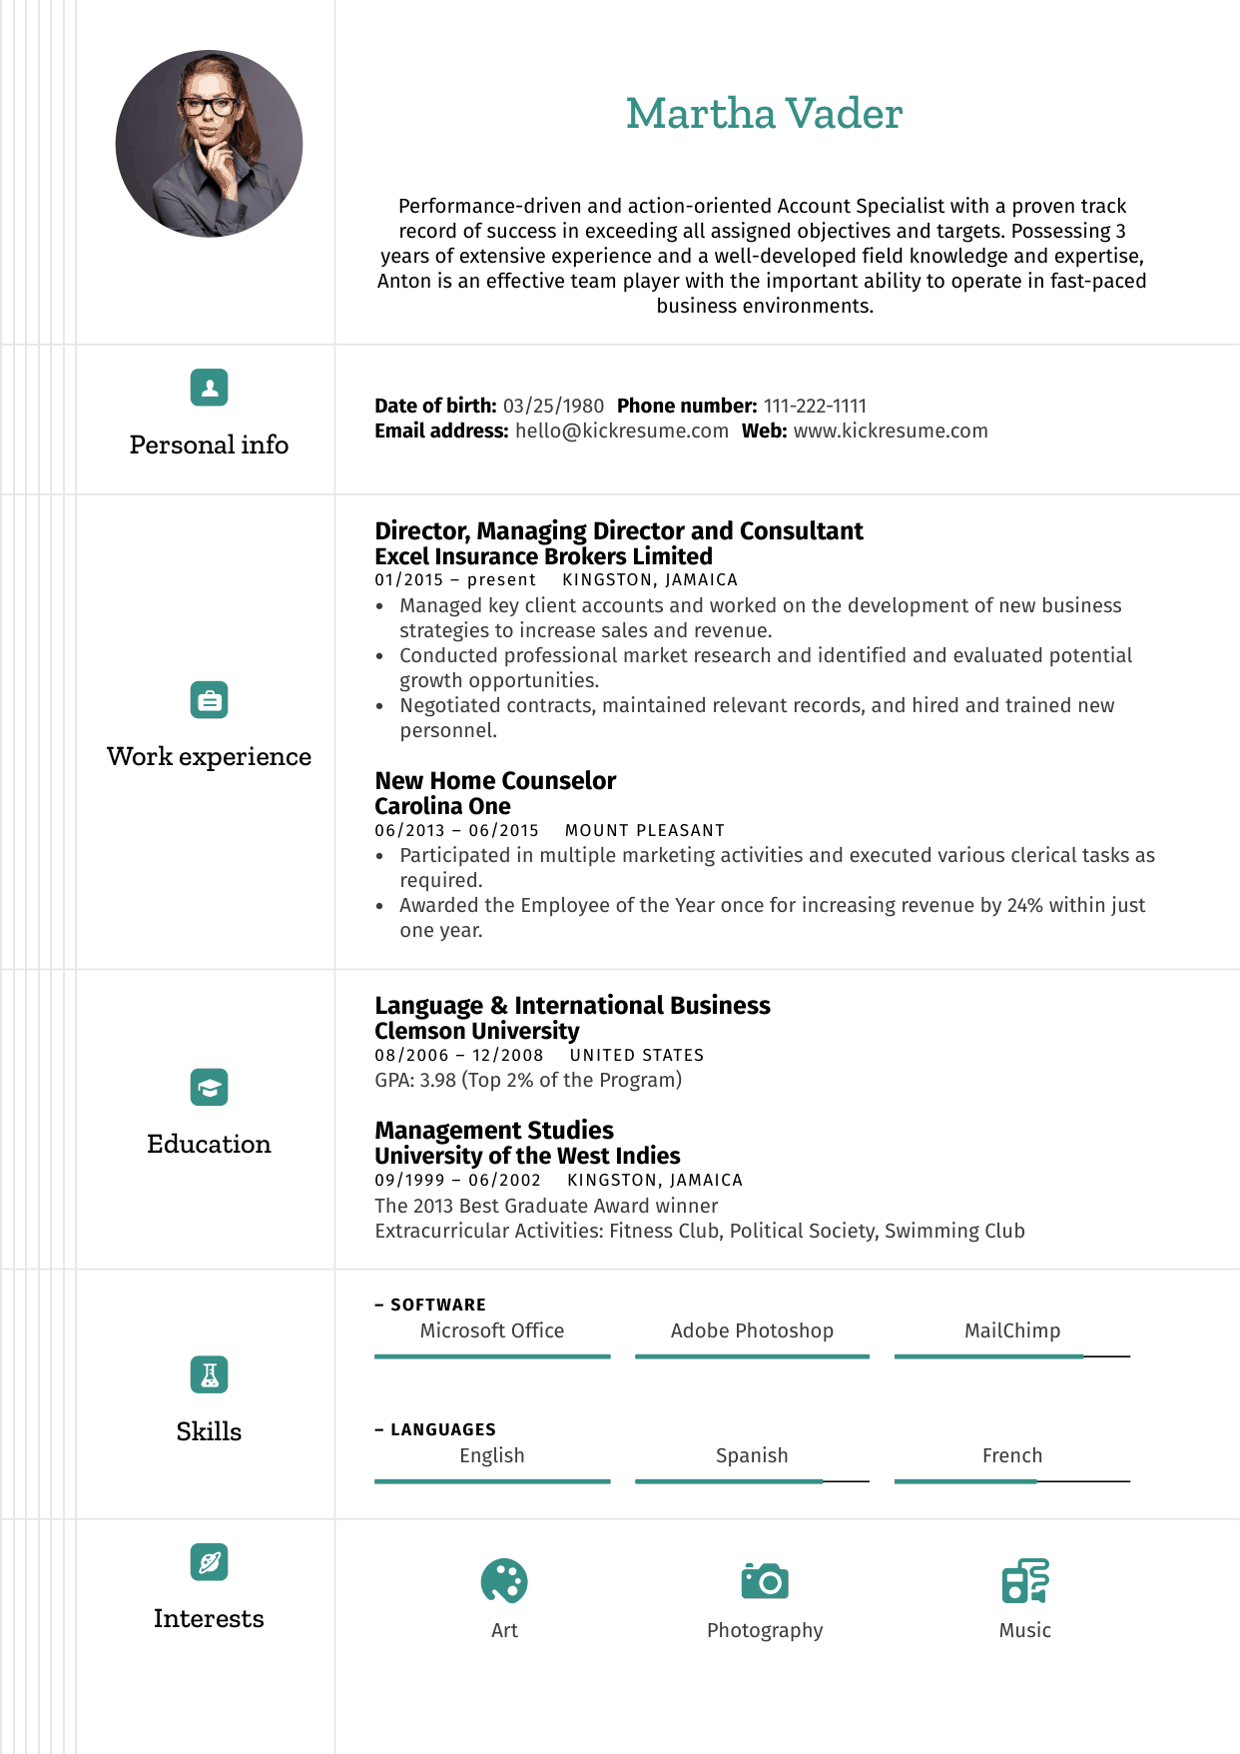 Martha Vader
Performance-driven and action-oriented Account Specialist with a proven track
record of success in exceeding all assigned objectives and targets. Possessing 3
years of extensive experience and a well-developed field knowledge and expertise,
Anton is an effective team player with the important ability to operate in fast-paced
business environments.
Personal info
Date of birth: 03/25/1980 Phone number: 111-222-1111
Email address: hello@kickresume.com Web: www.kickresume.com
Work experience
Director, Managing Director and Consultant
Excel Insurance Brokers Limited
01/2015 – present KINGSTON, JAMAICA
• Managed key client accounts and worked on the development of new business
strategies to increase sales and revenue.
• Conducted professional market research and identified and evaluated potential
growth opportunities.
• Negotiated contracts, maintained relevant records, and hired and trained new
personnel.
New Home Counselor
Carolina One
06/2013 – 06/2015 MOUNT PLEASANT
• Participated in multiple marketing activities and executed various clerical tasks as
required.
• Awarded the Employee of the Year once for increasing revenue by 24% within just
one year.
Education
Language & International Business
Clemson University
08/2006 – 12/2008 UNITED STATES
GPA: 3.98 (Top 2% of the Program)
Management Studies
University of the West Indies
09/1999 – 06/2002 KINGSTON, JAMAICA
The 2013 Best Graduate Award winner
Extracurricular Activities: Fitness Club, Political Society, Swimming Club
Skills
– SOFTWARE
Microsoft Office Adobe Photoshop MailChimp
– LANGUAGES
English Spanish French
Interests
Art Photography Music